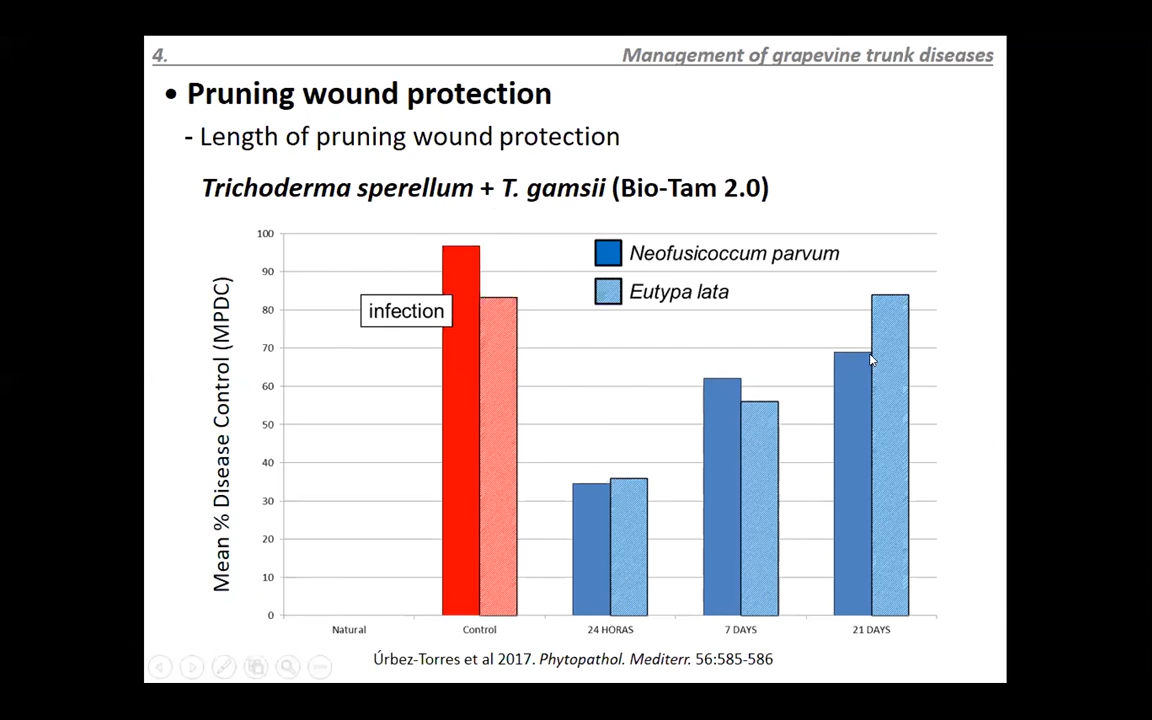 4.
Management of grapevine trunk diseases
• Pruning wound protection
- Length of pruning wound protection
Trichoderma sperellum + T. gamsii (Bio-Tam 2.0)
Mean % Disease Control (MPDC)
100
90
80
70
60
50
40
30
20
10
0
infection
Neofusicoccum parvum
Eutypa lata
Natural
Control
24 HORAS
7 DAYS
21 DAYS
Úrbez-Torres et al 2017. Phytopathol. Mediterr. 56:585-586